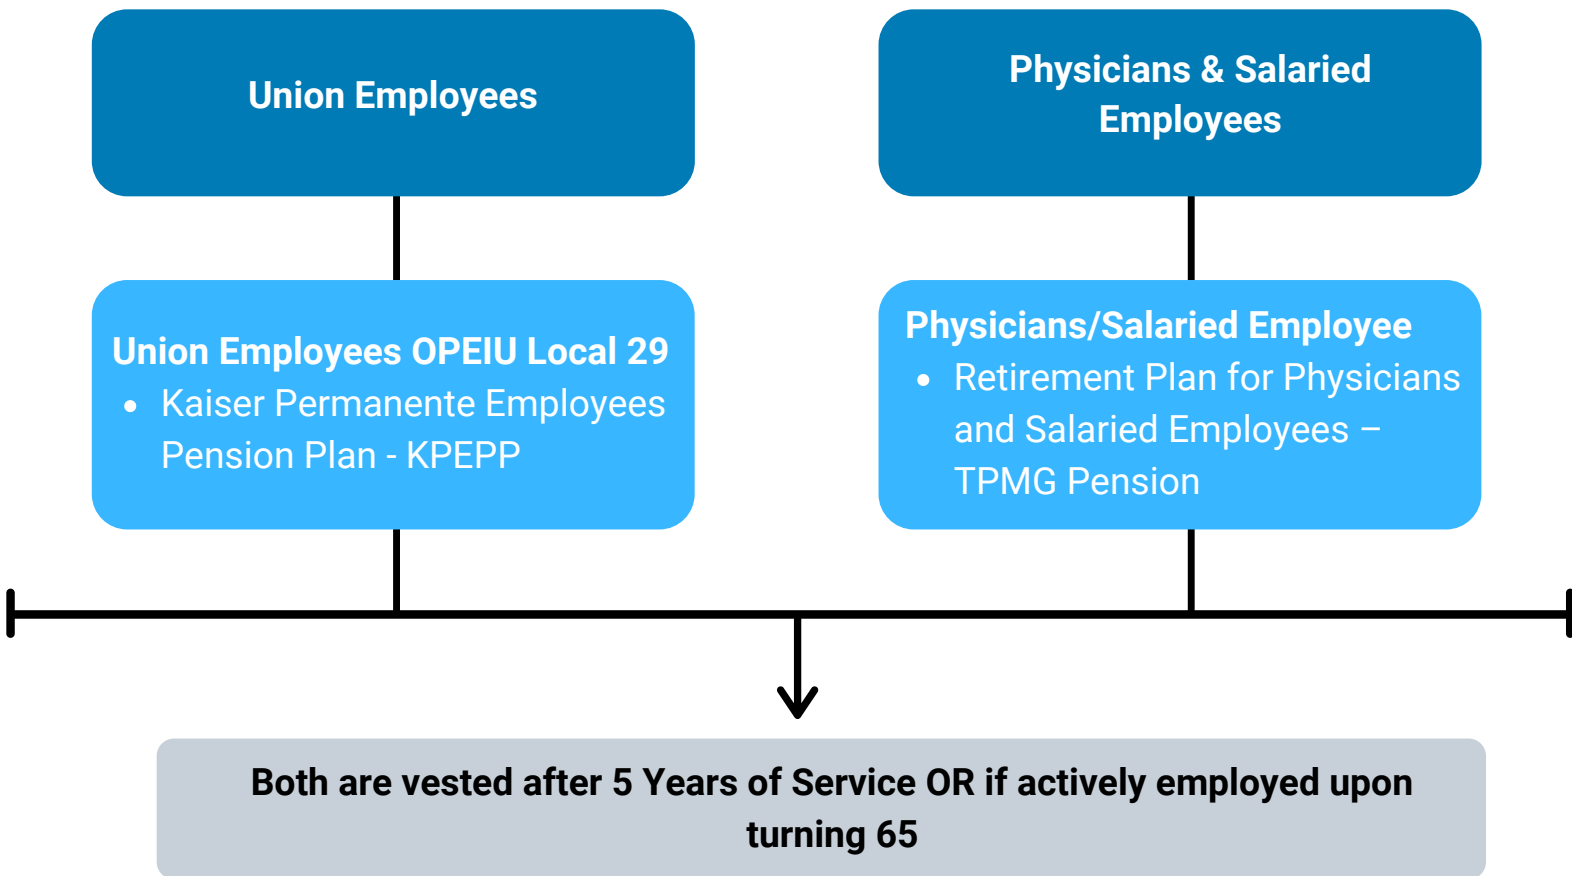 Union Employees
Physicians & Salaried
Employees
Union Employees OPEIU Local 29
• Kaiser Permanente Employees
Pension Plan - KPEPP
Physicians/Salaried Employee
• Retirement Plan for Physicians
and Salaried Employees –
TPMG Pension
Both are vested after 5 Years of Service OR if actively employed upon
turning 65